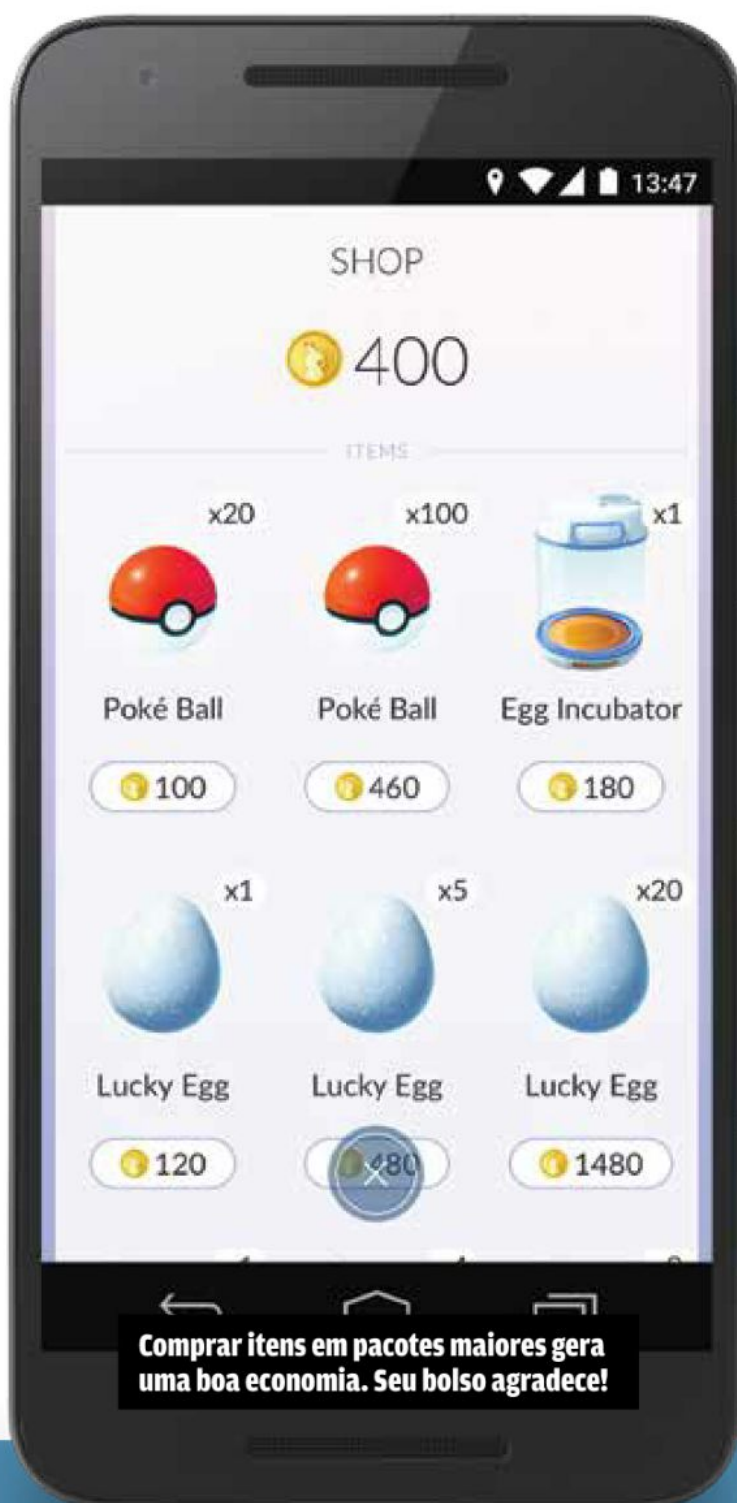 13:47
SHOP
400
ITEMS
x20 x100 x1
Poké Ball Poké Ball Egg Incubator
100 460 180
x1 x5 x20
Lucky Egg Lucky Egg Lucky Egg
120 480 1480
Comprar itens em pacotes maiores gera
uma boa economia. Seu bolso agradece!